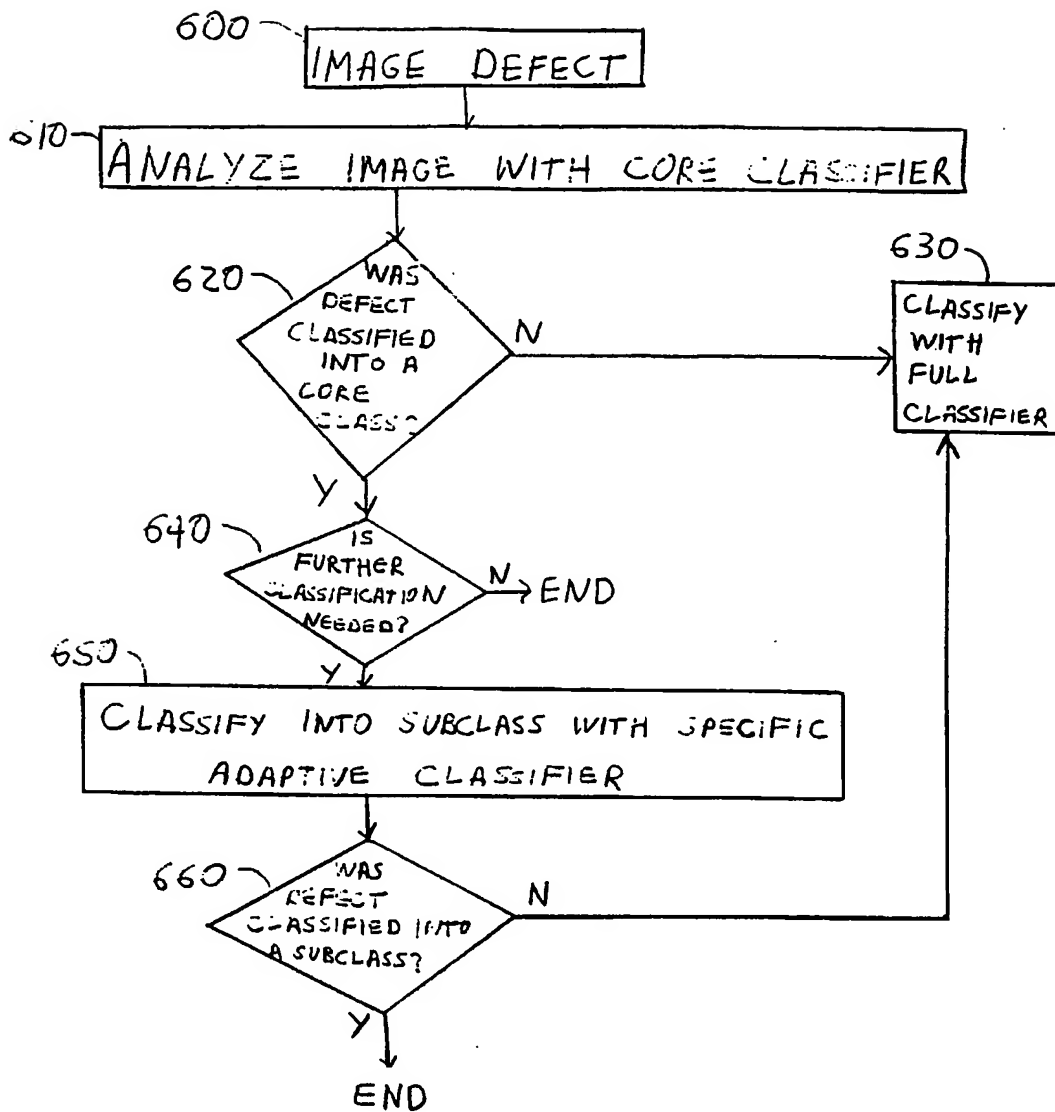 600
IMAGE DEFECT
610
ANALYZE IMAGE WITH CORE CLASSIFIER
620
WAS
DEFECT
CLASSIFIED
INTO A
CORE
CLASS?
N
630
CLASSIFY
WITH
FULL
CLASSIFIER
Y
640
IS
FURTHER
CLASSIFICATION
NEEDED?
N
END
Y
650
CLASSIFY INTO SUBCLASS WITH SPECIFIC
ADAPTIVE CLASSIFIER
660
WAS
DEFECT
CLASSIFIED INTO
A SUBCLASS?
N
Y
END